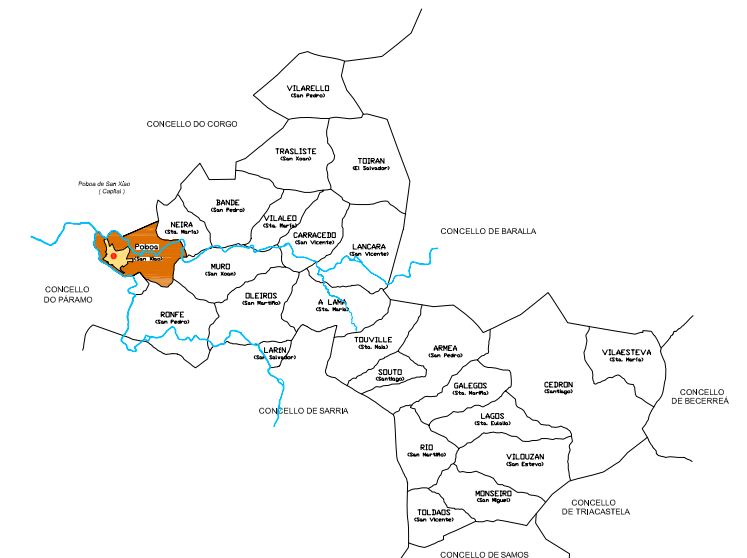 VILARELLO
(San Pedro)
CONCELLO DO CORGO
TRASLISTE
(San Xoan)
TOIRAN
(El Salvador)
Poboa de San Xiao
( Capital )
BANDE
(San Pedro)
VILALEO
(Sta. María)
NEIRA
(Sta. María)
CARRACEDO
(San Vicente)
CONCELLO DE BARALLA
Poboa
(San Xiao)
LANCARA
(San Vicente)
MURO
(San Xoan)
CONCELLO
DO PÁRAMO
OLEIROS
(San Martiño)
A LAMA
(Sta. María)
RONFE
(San Pedro)
TOUVILLE
(Sta. Maia)
ARMEA
(San Pedro)
LARIN
(San Salvador)
VILAESTEVA
(Sta. María)
SOUTO
(Santiago)
GALEGOS
(Sta. Mariña)
CEDRON
(Santiago)
CONCELLO
DE BECERREÁ
CONCELLO DE SARRIA
LAGOS
(Sta. Eulalia)
RIO
(San Martiño)
VILOUZAN
(San Estevo)
MONSEIRO
(San Miguel)
CONCELLO
DE TRIACASTELA
TOLDAOS
(San Vicente)
CONCELLO DE SAMOS